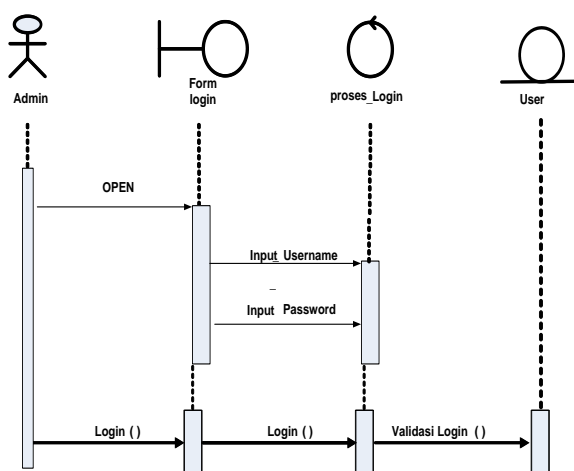 Admin
Form
login
proses_Login
User
OPEN
Input_Username
_
Input Password
Login ( )
Login ( )
Validasi Login ( )